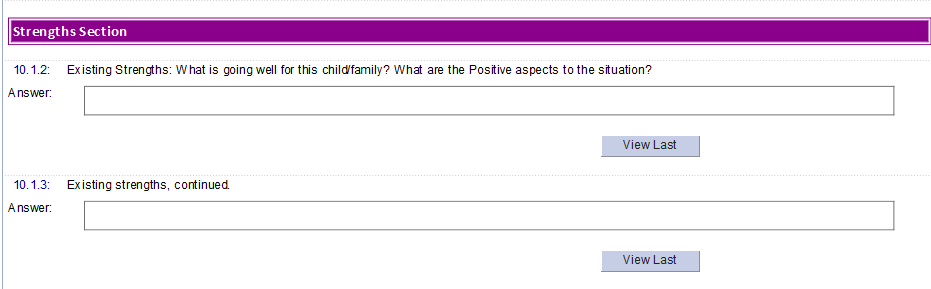 Strengths Section
10.1.2: Existing Strengths: What is going well for this child/family? What are the Positive aspects to the situation?
Answer:
View Last
10.1.3: Existing strengths, continued.
Answer:
View Last